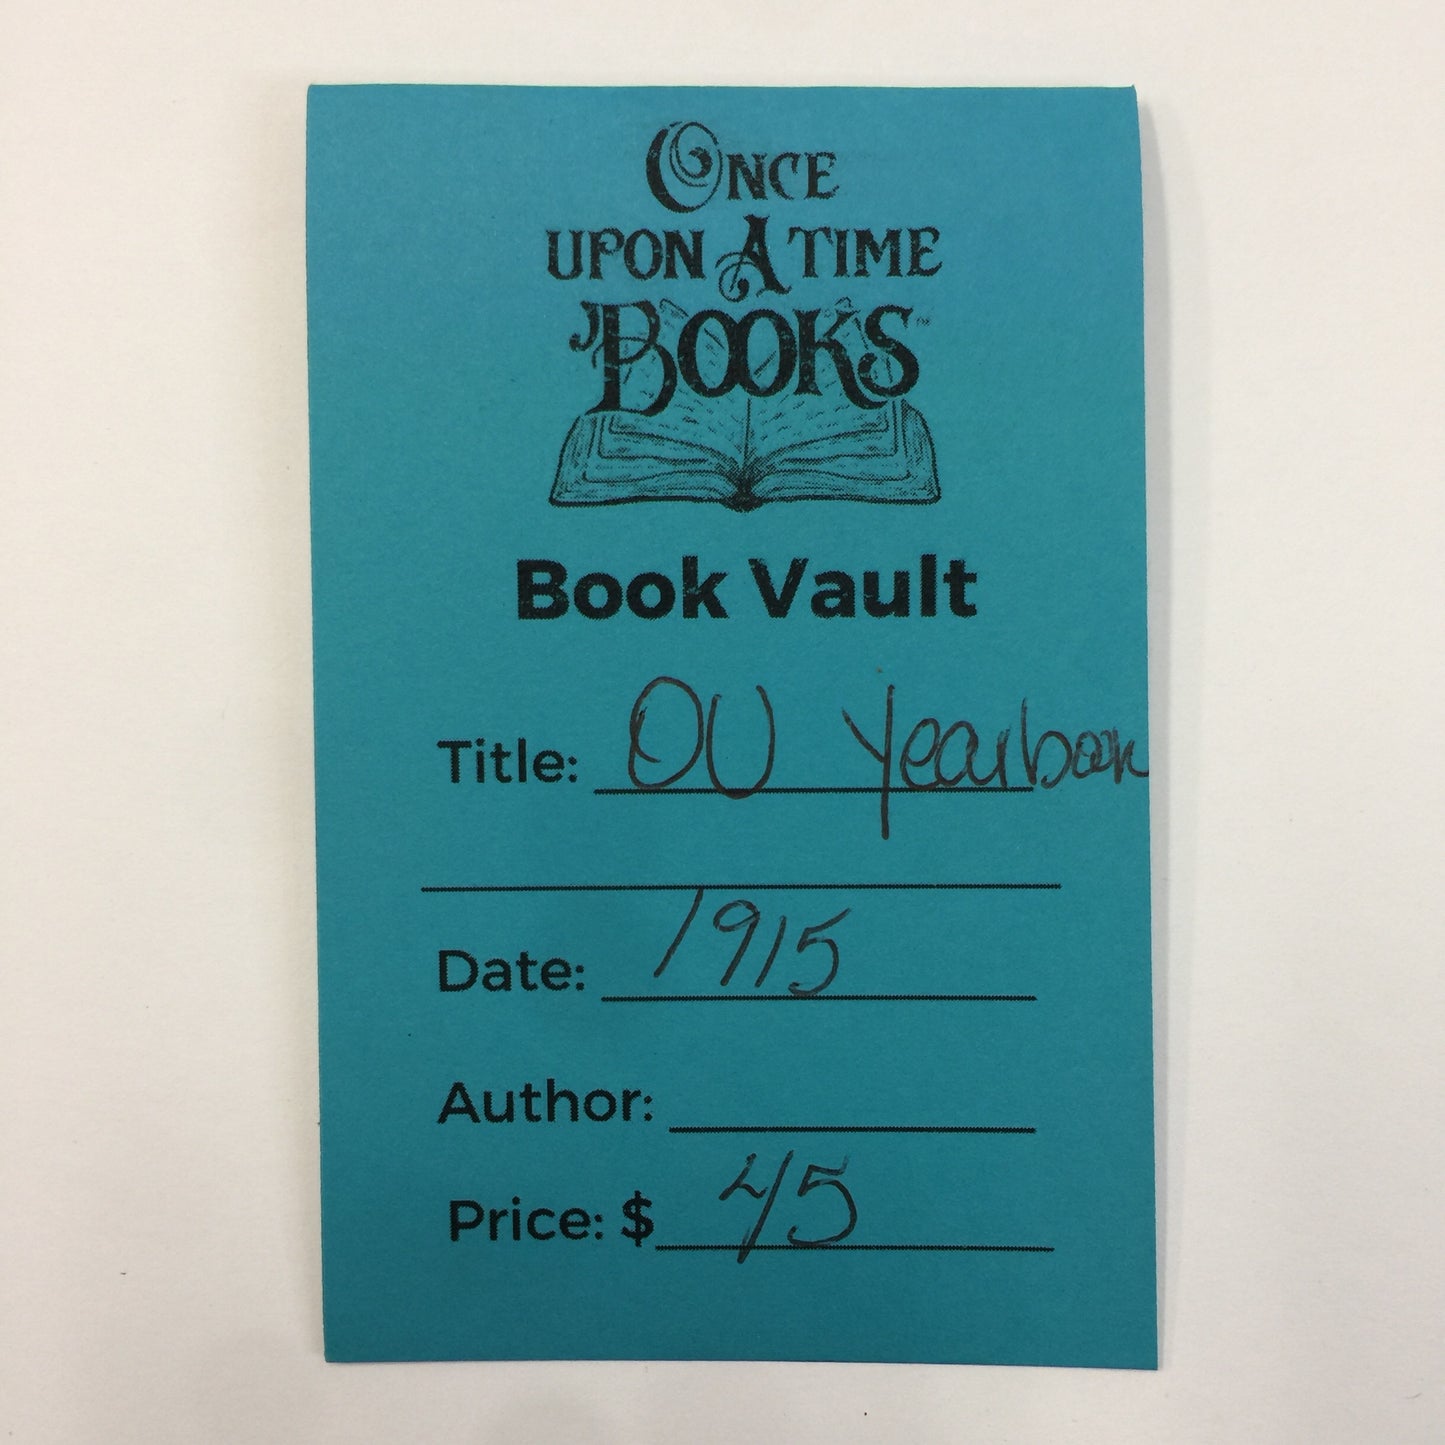 ONCE
UPON A TIME
BOOKS
Book Vault
Title: OU Yearbook
Date: 1915
Author:
Price: $ 45